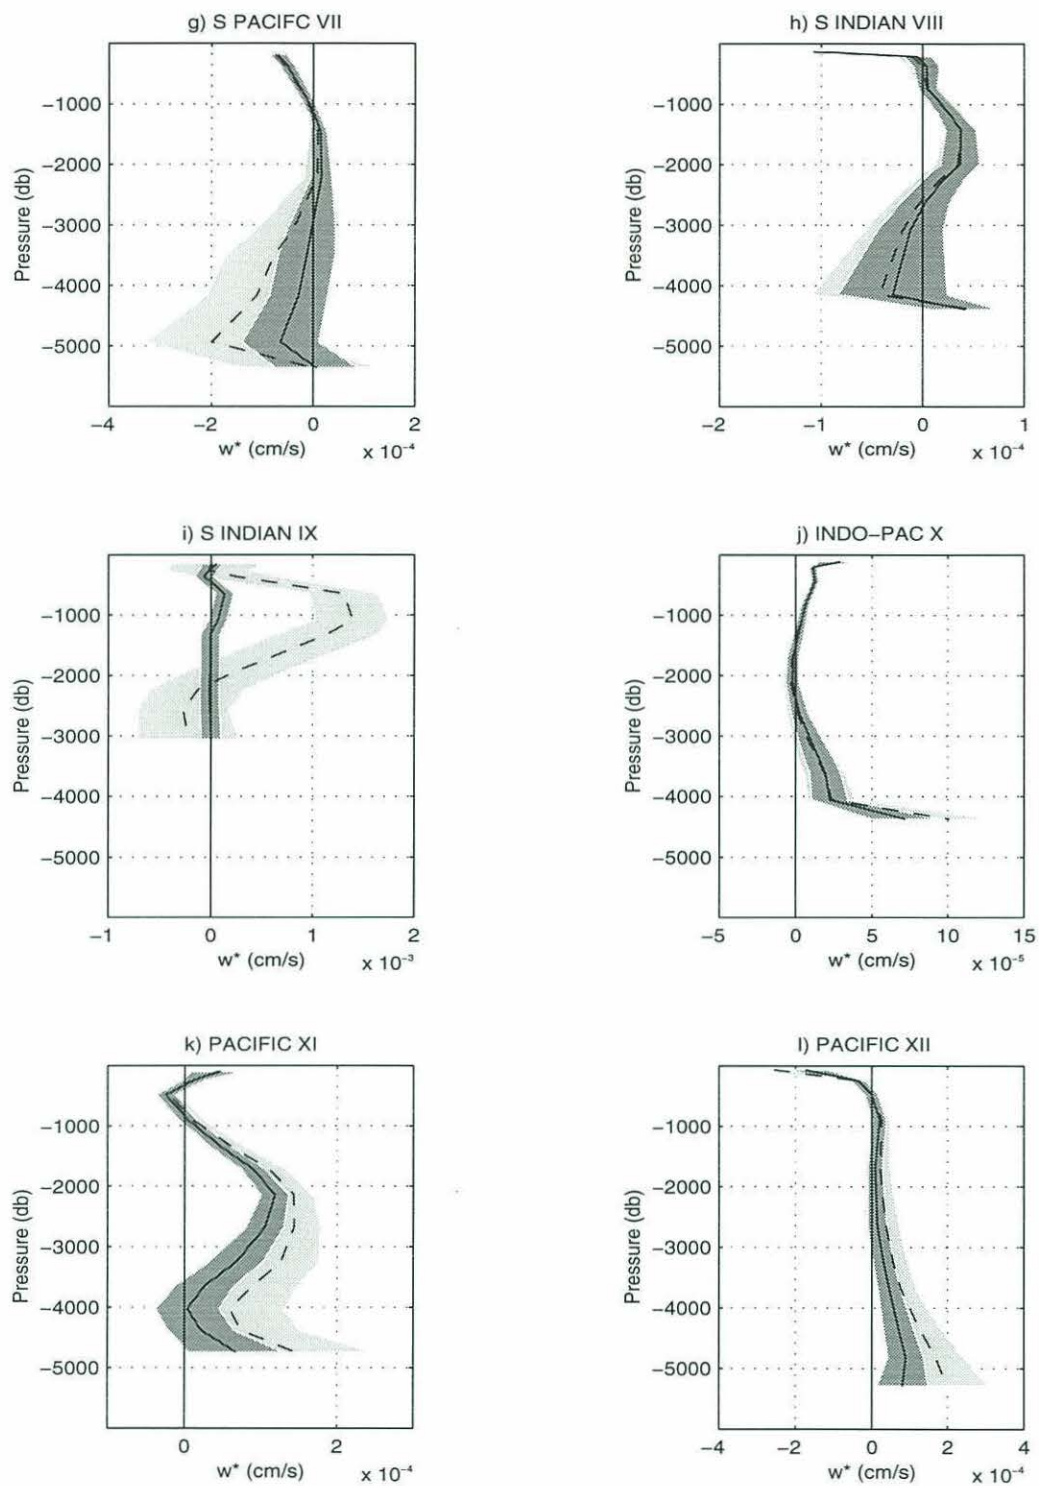 g) S PACIFC VII
Pressure (db)
−1000
−2000
−3000
−4000
−5000
−4 −2 0 2
w* (cm/s) x 10⁻⁴
h) S INDIAN VIII
Pressure (db)
−1000
−2000
−3000
−4000
−5000
−2 −1 0 1
w* (cm/s) x 10⁻⁴
i) S INDIAN IX
Pressure (db)
−1000
−2000
−3000
−4000
−5000
−1 0 1 2
w* (cm/s) x 10⁻³
j) INDO−PAC X
Pressure (db)
−1000
−2000
−3000
−4000
−5000
−5 0 5 10 15
w* (cm/s) x 10⁻⁵
k) PACIFIC XI
Pressure (db)
−1000
−2000
−3000
−4000
−5000
0 2
w* (cm/s) x 10⁻⁴
l) PACIFIC XII
Pressure (db)
−1000
−2000
−3000
−4000
−5000
−4 −2 0 2 4
w* (cm/s) x 10⁻⁴